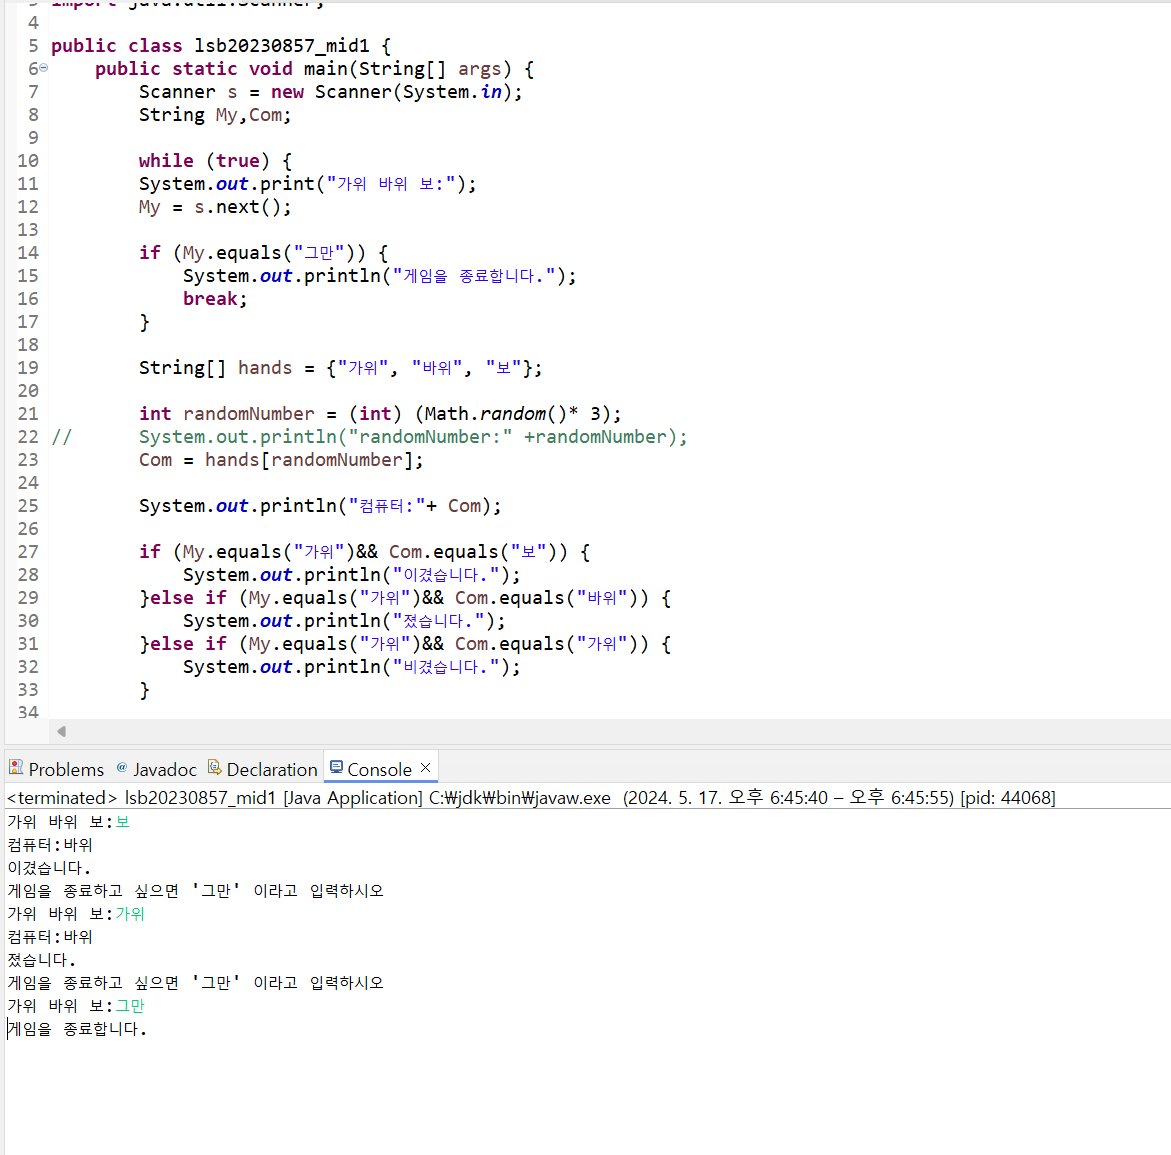 3 import java.util.Scanner;
4
5 public class lsb20230857_mid1 {
6 public static void main(String[] args) {
7 Scanner s = new Scanner(System.in);
8 String My,Com;
9
10 while (true) {
11 System.out.print("가위 바위 보:");
12 My = s.next();
13
14 if (My.equals("그만")) {
15 System.out.println("게임을 종료합니다.");
16 break;
17 }
18
19 String[] hands = {"가위", "바위", "보"};
20
21 int randomNumber = (int) (Math.random()* 3);
22 // System.out.println("randomNumber:" +randomNumber);
23 Com = hands[randomNumber];
24
25 System.out.println("컴퓨터:"+ Com);
26
27 if (My.equals("가위")&& Com.equals("보")) {
28 System.out.println("이겼습니다.");
29 }else if (My.equals("가위")&& Com.equals("바위")) {
30 System.out.println("졌습니다.");
31 }else if (My.equals("가위")&& Com.equals("가위")) {
32 System.out.println("비겼습니다.");
33 }
34
Problems @ Javadoc Declaration Console ×
<terminated> lsb20230857_mid1 [Java Application] C:₩jdk₩bin₩javaw.exe (2024. 5. 17. 오후 6:45:40 – 오후 6:45:55) [pid: 44068]
가위 바위 보:보
컴퓨터:바위
이겼습니다.
게임을 종료하고 싶으면 '그만' 이라고 입력하시오
가위 바위 보:가위
컴퓨터:바위
졌습니다.
게임을 종료하고 싶으면 '그만' 이라고 입력하시오
가위 바위 보:그만
게임을 종료합니다.